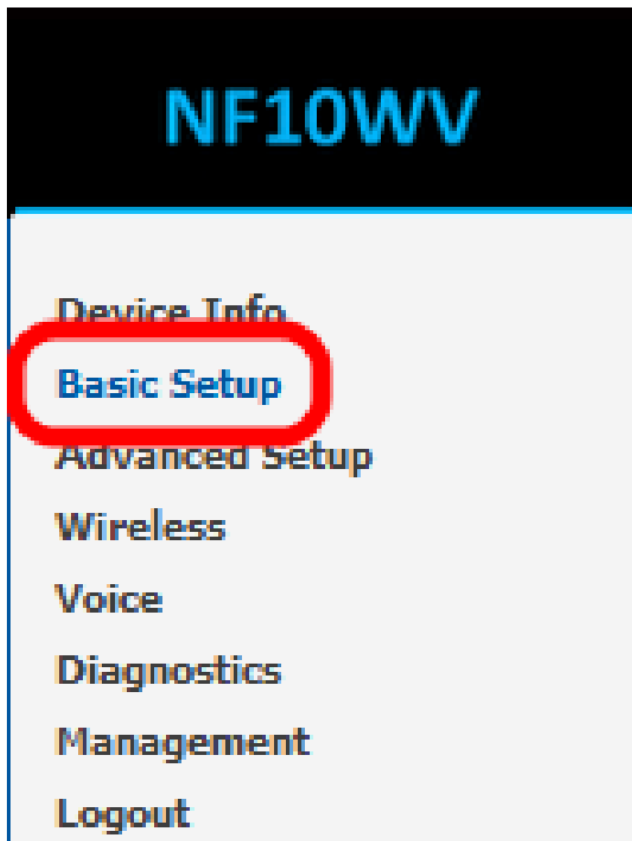 NF10WV
Device Info
Basic Setup
Advanced Setup
Wireless
Voice
Diagnostics
Management
Logout